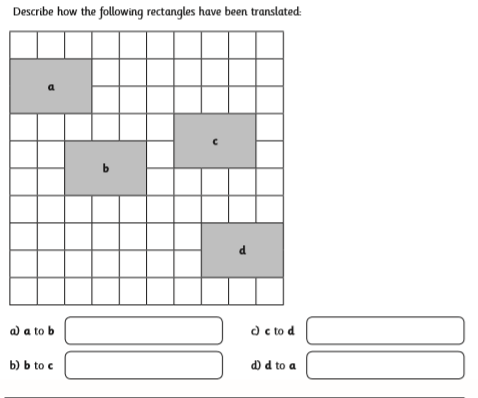 Describe how the following rectangles have been translated:
a
c
b
d
a) a to b
c) c to d
b) b to c
d) d to a